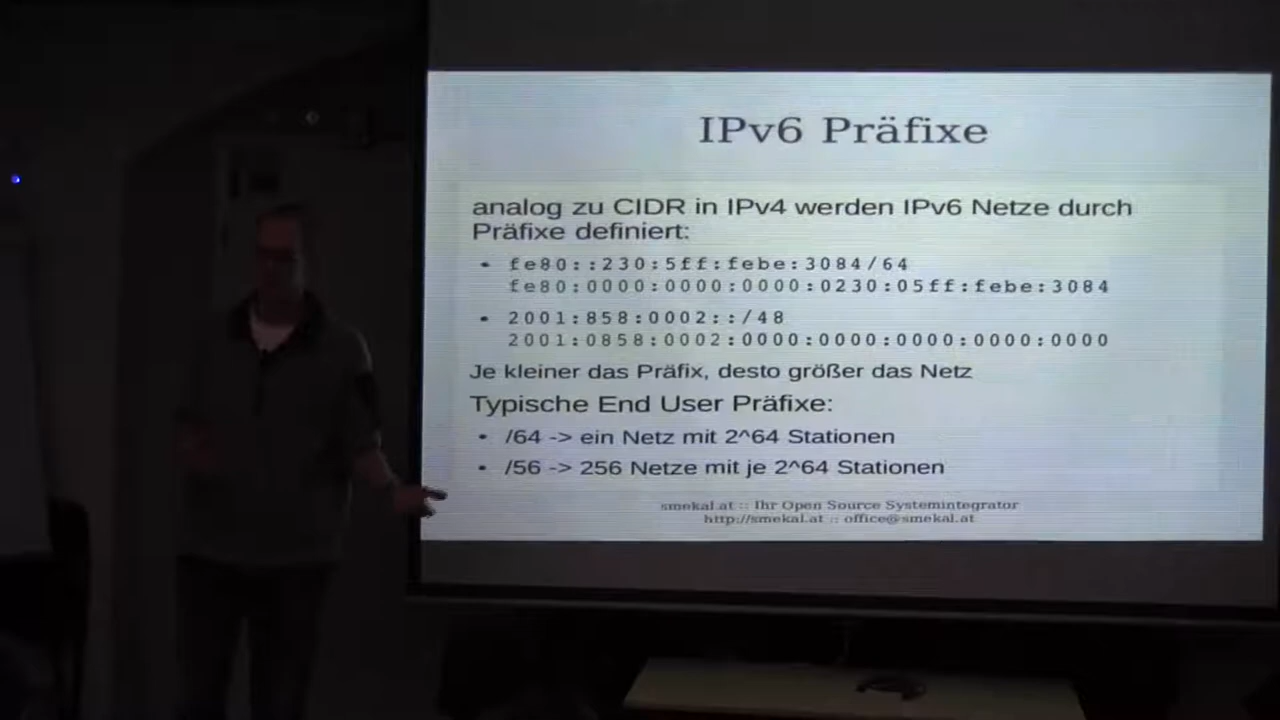 IPv6 Präfixe
analog zu CIDR in IPv4 werden IPv6 Netze durch
Präfixe definiert:
• fe80::230:5ff:febe:3084/64
fe80:0000:0000:0000:0230:05ff:febe:3084
• 2001:858:0002::/48
2001:0858:0002:0000:0000:0000:0000:0000
Je kleiner das Präfix, desto größer das Netz
Typische End User Präfixe:
• /64 -> ein Netz mit 2^64 Stationen
• /56 -> 256 Netze mit je 2^64 Stationen
smekal.at :: Ihr Open Source Systemintegrator
http://smekal.at :: office@smekal.at